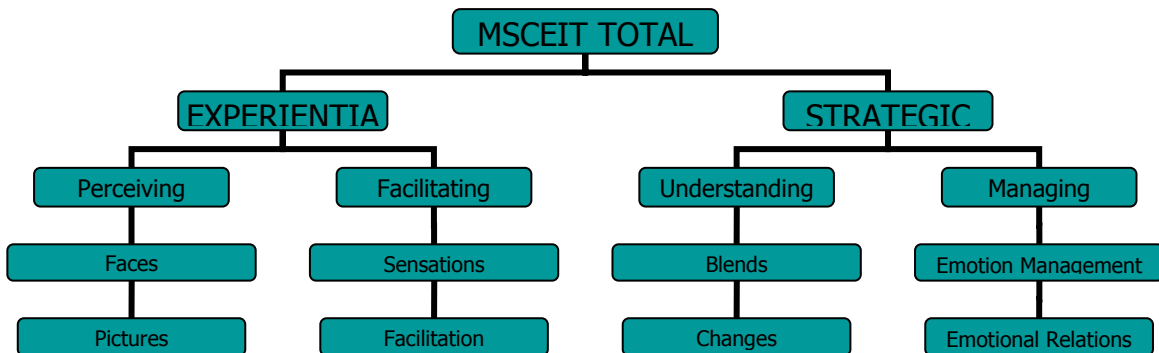 MSCEIT TOTAL
EXPERIENTIA
STRATEGIC
Perceiving
Facilitating
Understanding
Managing
Faces
Sensations
Blends
Emotion Management
Pictures
Facilitation
Changes
Emotional Relations